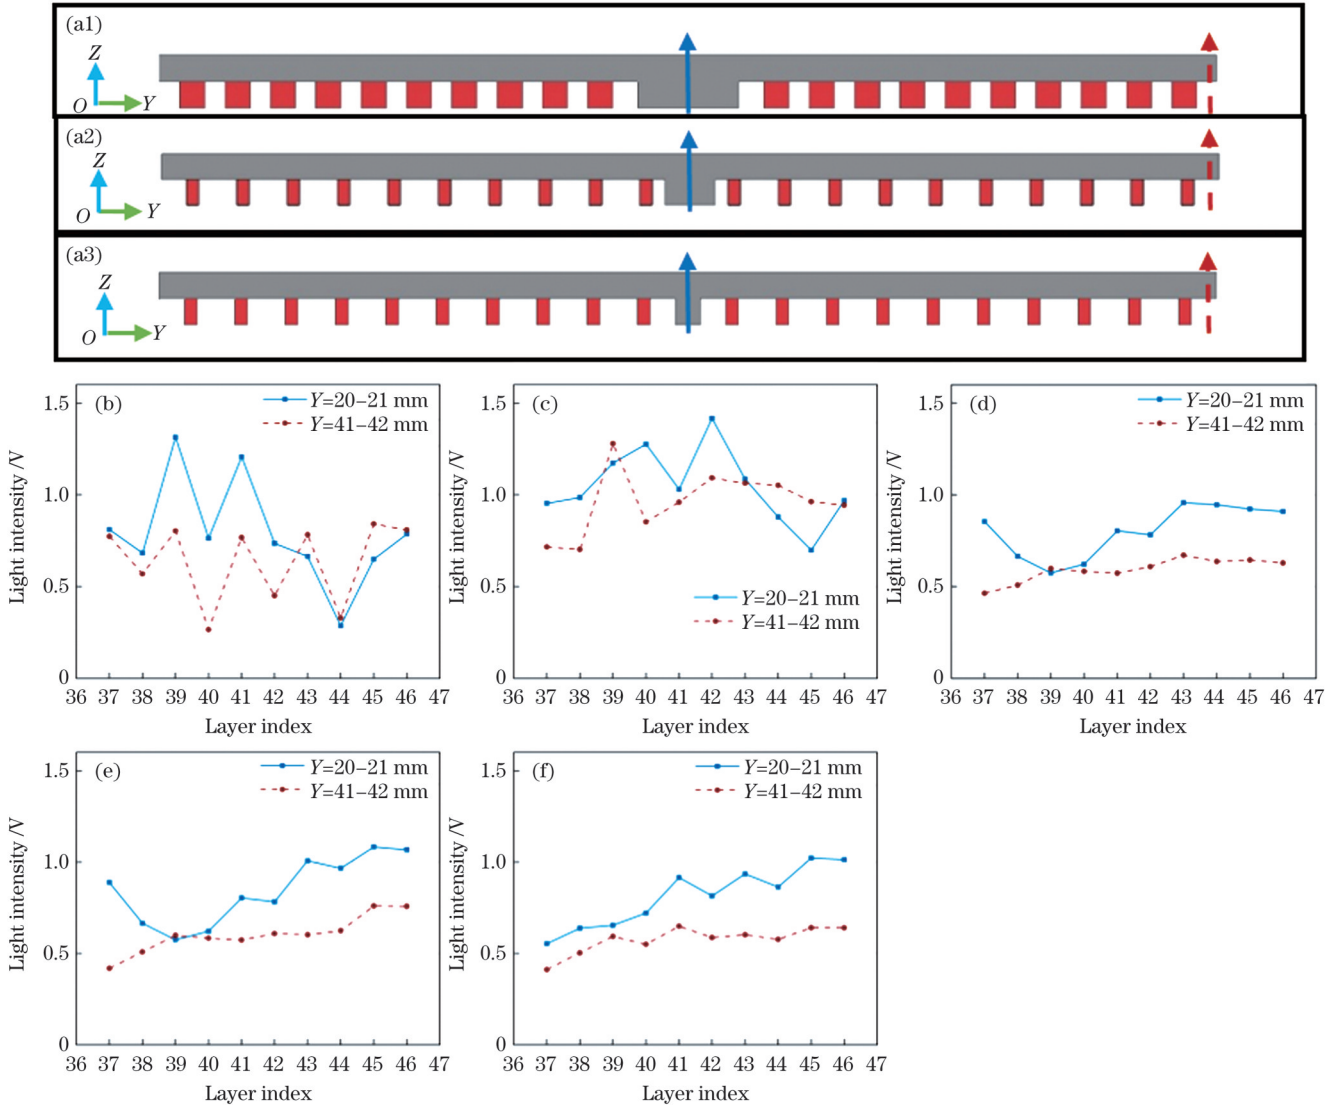 (a1)
Z
O
Y
(a2)
Z
O
Y
(a3)
Z
O
Y
(b)
Y=20–21 mm
Y=41–42 mm
1.5
1.0
0.5
0
Light intensity /V
36 37 38 39 40 41 42 43 44 45 46 47
Layer index
(c)
1.5
1.0
0.5
0
Light intensity /V
Y=20–21 mm
Y=41–42 mm
36 37 38 39 40 41 42 43 44 45 46 47
Layer index
(d)
Y=20–21 mm
Y=41–42 mm
1.5
1.0
0.5
0
Light intensity /V
36 37 38 39 40 41 42 43 44 45 46 47
Layer index
(e)
Y=20–21 mm
Y=41–42 mm
1.5
1.0
0.5
0
Light intensity /V
36 37 38 39 40 41 42 43 44 45 46 47
Layer index
(f)
Y=20–21 mm
Y=41–42 mm
1.5
1.0
0.5
0
Light intensity /V
36 37 38 39 40 41 42 43 44 45 46 47
Layer index